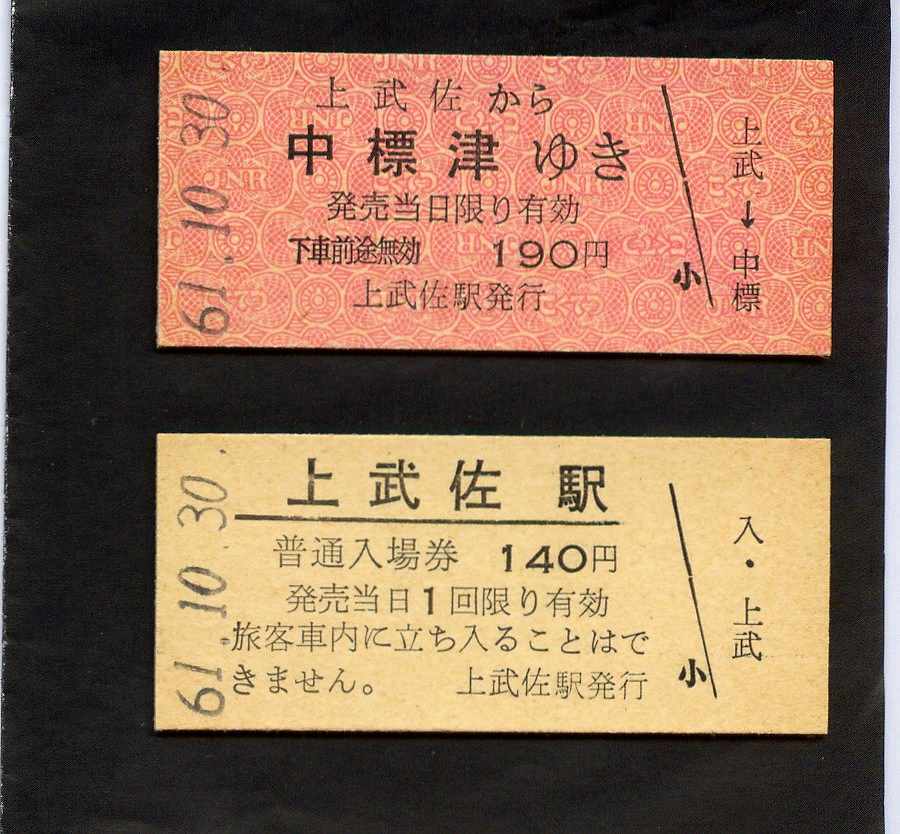 61.10 30
上武佐から
中標津ゆき
発売当日限り有効
下車前途無効 190円
上武佐駅発行
小
上武→中標
61.10 30.
上武佐駅
普通入場券 140円
発売当日1回限り有効
旅客車内に立ち入ることはで
きません。 上武佐駅発行
小
入・上武